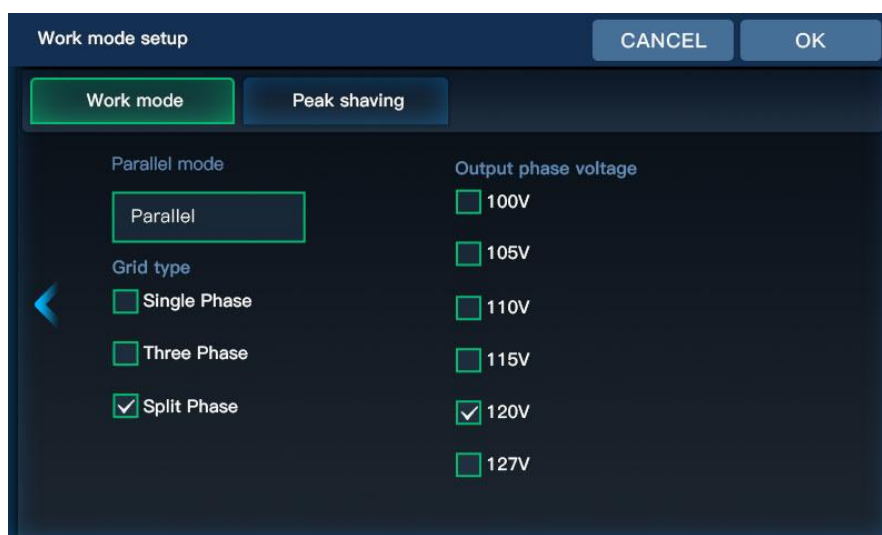 Work mode setup
CANCEL
OK
Work mode
Peak shaving
Parallel mode
Parallel
Grid type
Single Phase
Three Phase
Split Phase
Output phase voltage
100V
105V
110V
115V
120V
127V